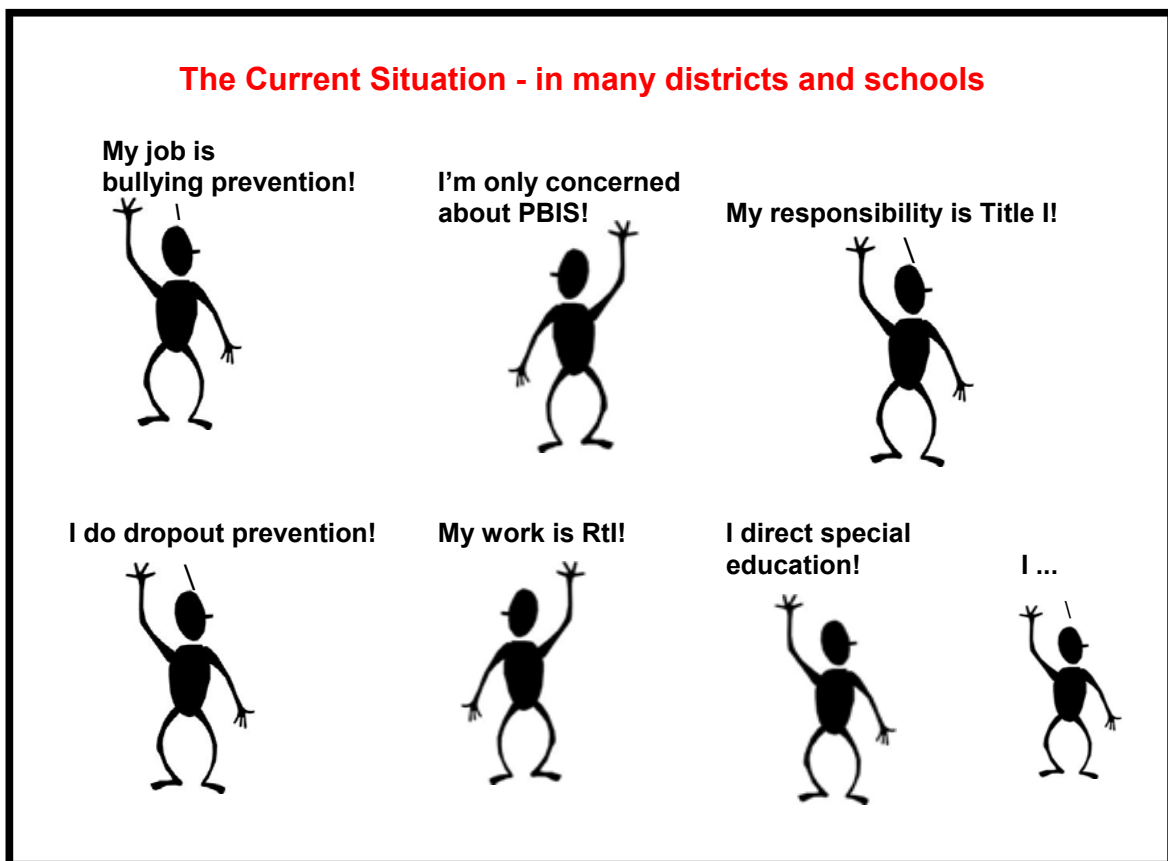 The Current Situation - in many districts and schools
My job is
bullying prevention!
I'm only concerned
about PBIS!
My responsibility is Title I!
I do dropout prevention!
My work is RtI!
I direct special
education!
I ...